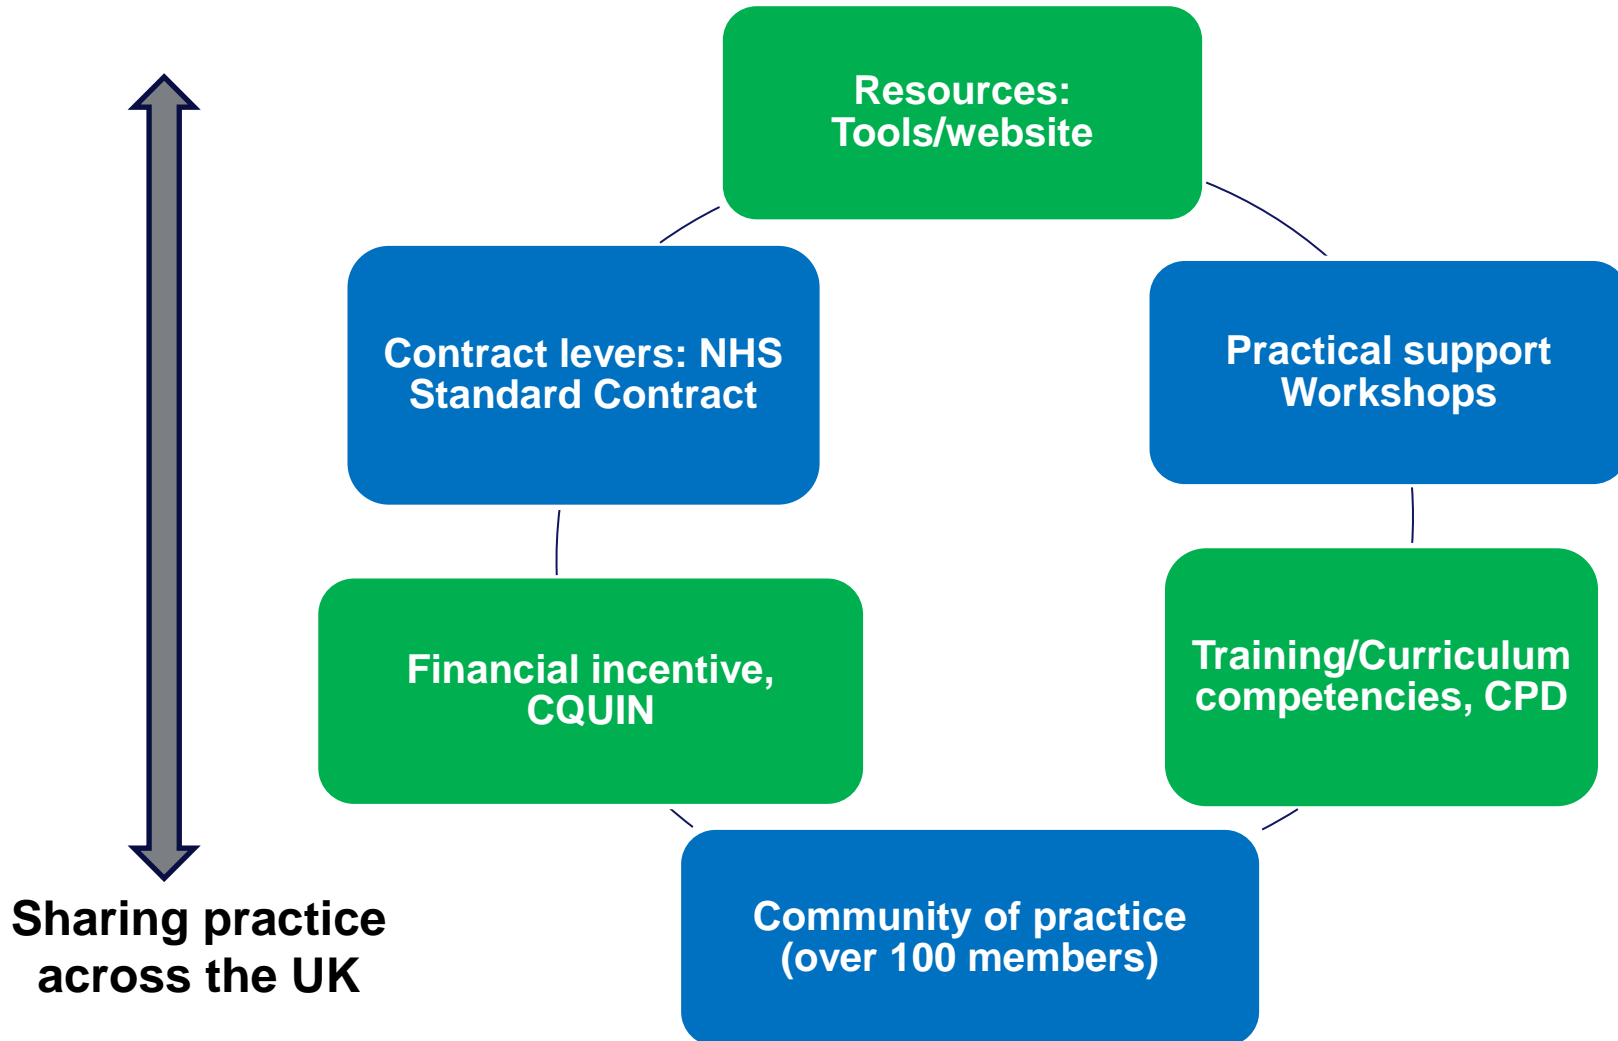 Resources:
Tools/website
Contract levers: NHS
Standard Contract
Practical support
Workshops
Financial incentive,
CQUIN
Training/Curriculum
competencies, CPD
Community of practice
(over 100 members)
Sharing practice
across the UK